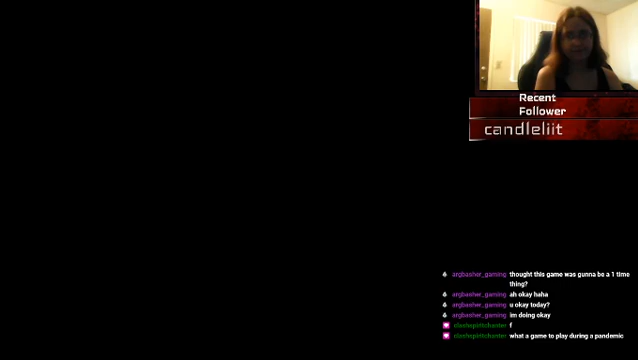 Recent
Follower
candleliit
argbasher_gaming thought this game was gunna be a 1 time
thing?
argbasher_gaming ah okay haha
argbasher_gaming u okay today?
argbasher_gaming im doing okay
f
what a game to play during a pandemic